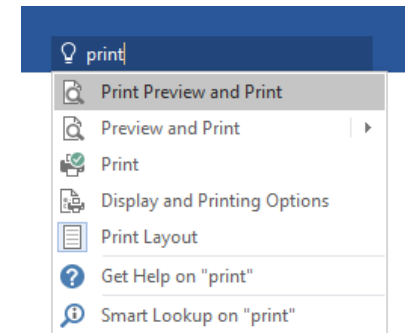 print
Print Preview and Print
Preview and Print
Print
Display and Printing Options
Print Layout
Get Help on "print"
Smart Lookup on "print"